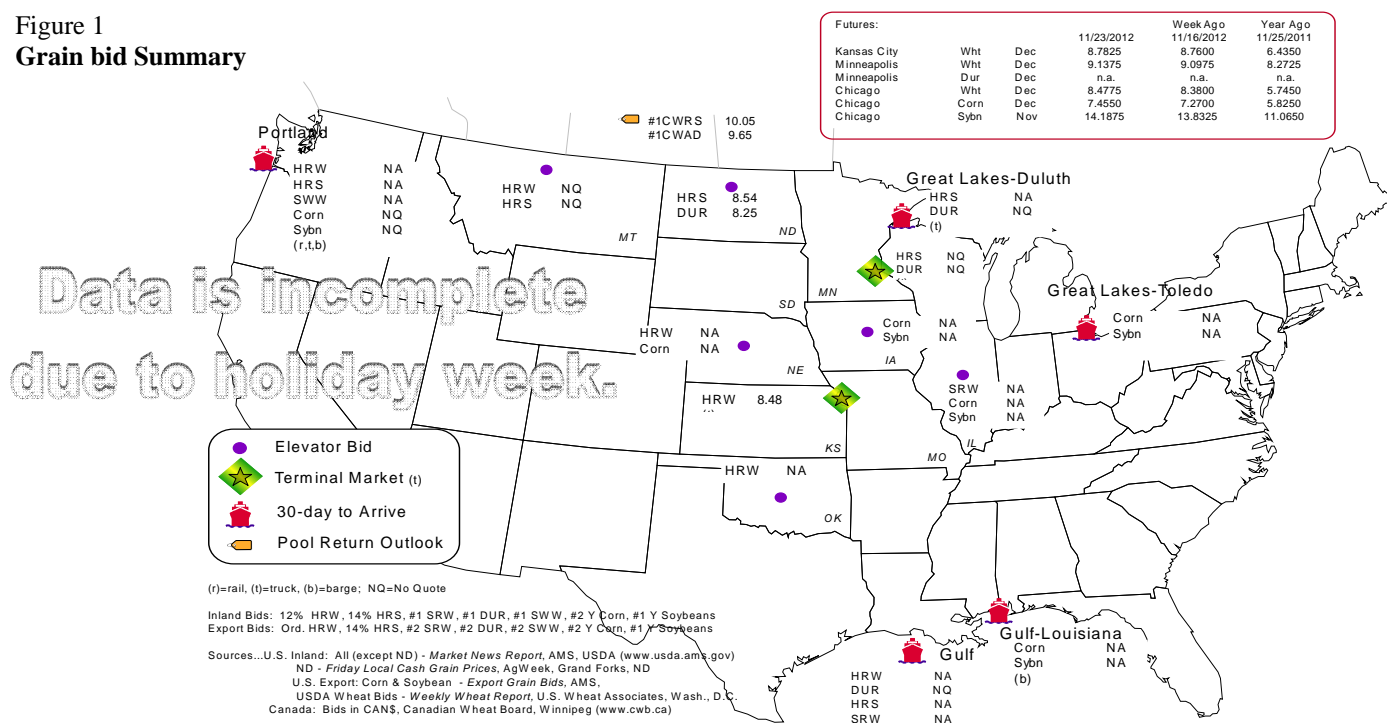 Figure 1
Grain bid Summary
Futures: Week Ago Year Ago
11/23/2012 11/16/2012 11/25/2011
Kansas City Wht Dec 8.7825 8.7600 6.4350
Minneapolis Wht Dec 9.1375 9.0975 8.2725
Minneapolis Dur Dec n.a. n.a. n.a.
Chicago Wht Dec 8.4775 8.3800 5.7450
Chicago Corn Dec 7.4550 7.2700 5.8250
Chicago Sybn Nov 14.1875 13.8325 11.0650
#1CWRS 10.05
#1CWAD 9.65
Portland
HRW NA
HRS NA
SWW NA
Corn NQ
Sybn NQ
(r,t,b)
HRW NQ
HRS NQ
MT
HRS 8.54
DUR 8.25
ND
Great Lakes-Duluth
HRS NA
DUR NQ
(t)
HRS NQ
DUR NQ
MN
SD
Data is incomplete
due to holiday week.
Great Lakes-Toledo
Corn NA
Sybn NA
HRW NA
Corn NA
NE
Corn NA
Sybn NA
IA
SRW NA
Corn NA
Sybn NA
IL
HRW 8.48
KS
MO
HRW NA
OK
Elevator Bid
Terminal Market (t)
30-day to Arrive
Pool Return Outlook
Gulf-Louisiana
Corn NA
Sybn NA
(b)
Gulf
HRW NA
DUR NQ
HRS NA
SRW NA
(r)=rail, (t)=truck, (b)=barge; NQ=No Quote
Inland Bids: 12% HRW, 14% HRS, #1 SRW, #1 DUR, #1 SWW, #2 Y Corn, #1 Y Soybeans
Export Bids: Ord. HRW, 14% HRS, #2 SRW, #2 DUR, #2 SWW, #2 Y Corn, #1 Y Soybeans
Sources...U.S. Inland: All (except ND) - Market News Report, AMS, USDA (www.usda.ams.gov)
ND - Friday Local Cash Grain Prices, AgWeek, Grand Forks, ND
U.S. Export: Corn & Soybean - Export Grain Bids, AMS,
USDA Wheat Bids - Weekly Wheat Report, U.S. Wheat Associates, Wash., D.C.
Canada: Bids in CAN$, Canadian Wheat Board, Winnipeg (www.cwb.ca)